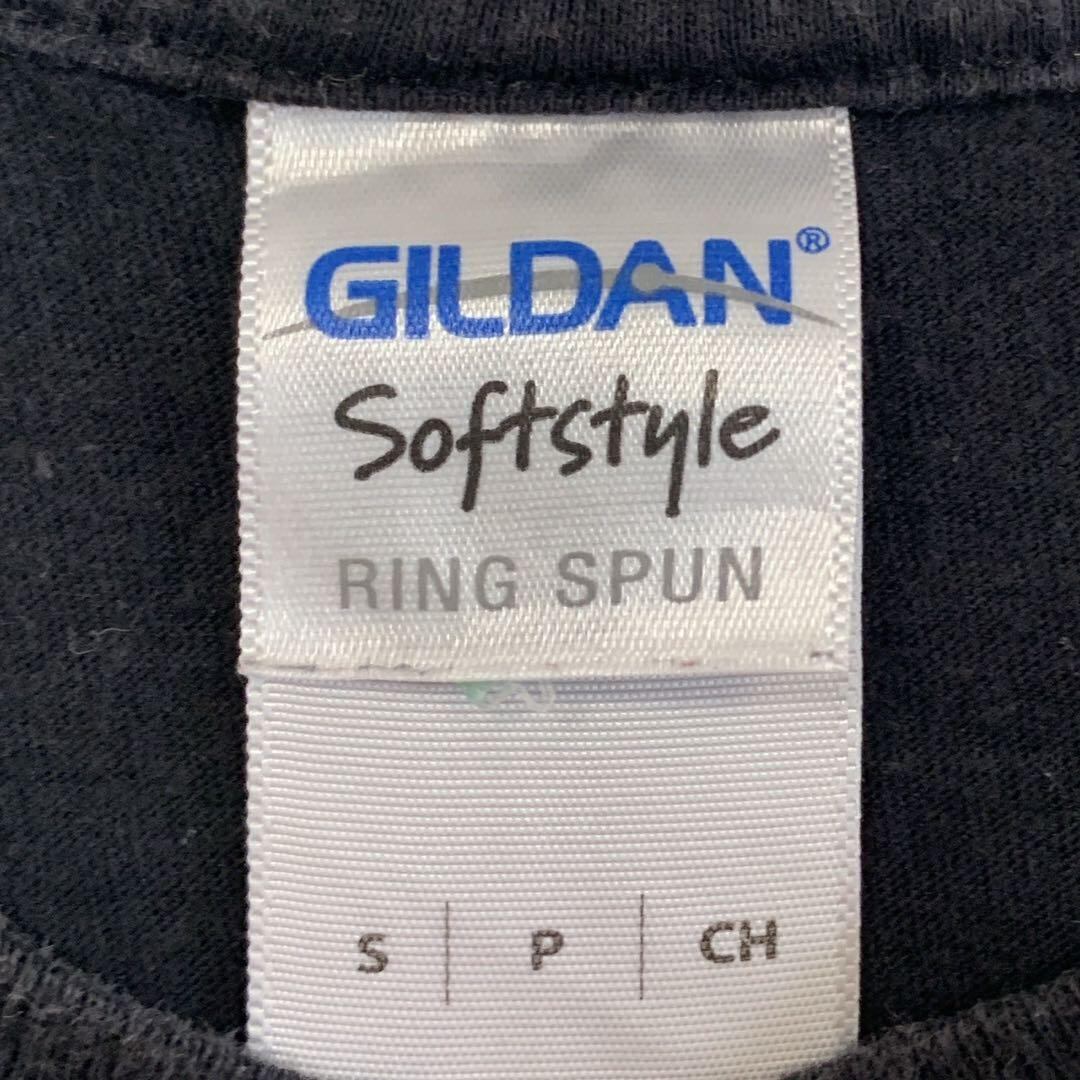 GILDAN®
Softstyle
RING SPUN
S | P | CH